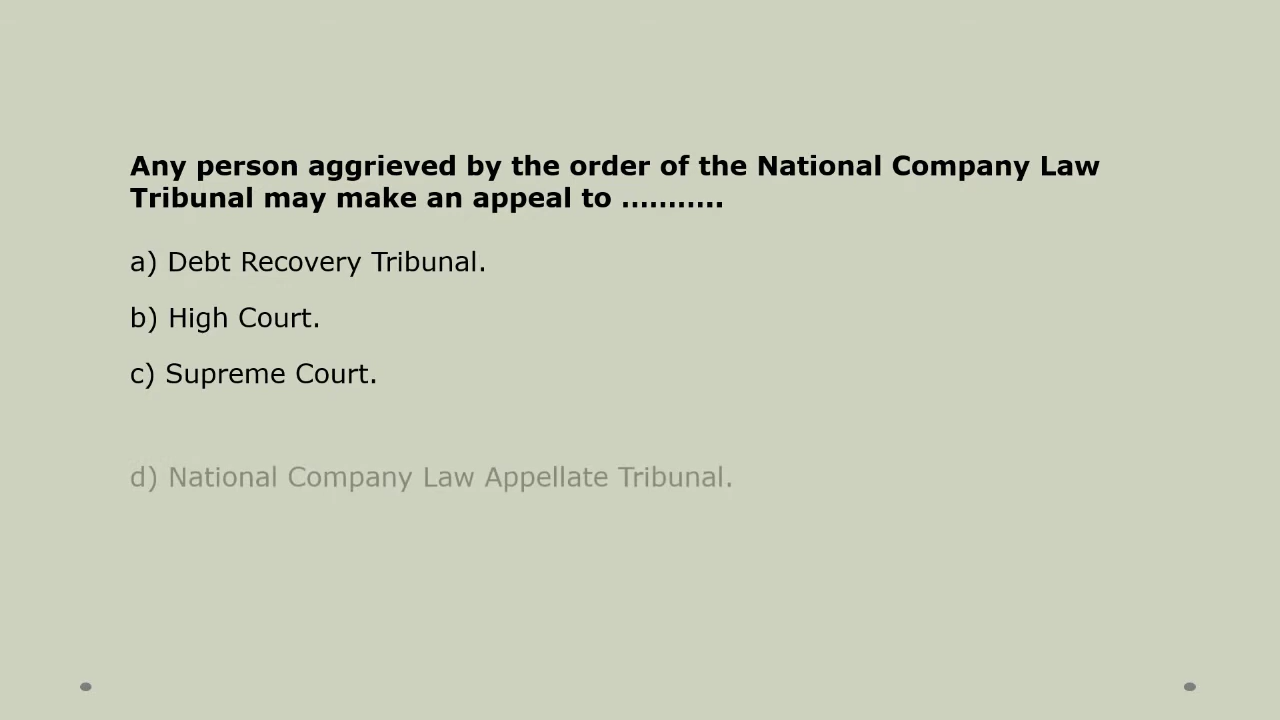 Any person aggrieved by the order of the National Company Law
Tribunal may make an appeal to ...........
a) Debt Recovery Tribunal.
b) High Court.
c) Supreme Court.
d) National Company Law Appellate Tribunal.